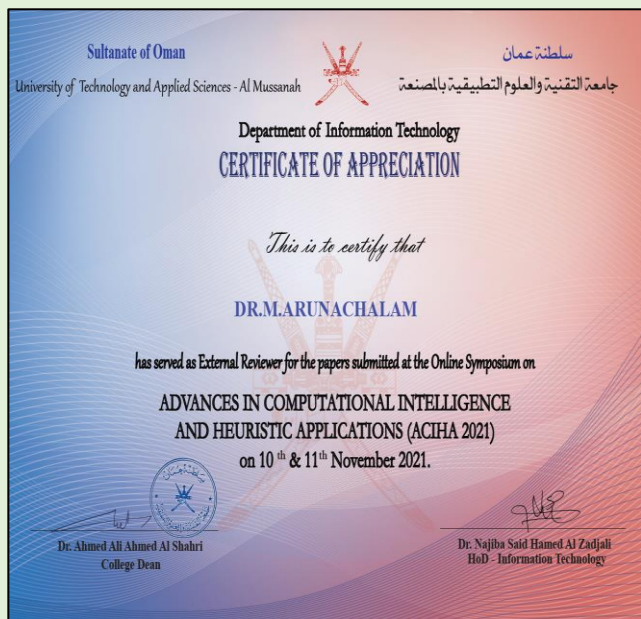 Sultanate of Oman
سلطنة عمان
University of Technology and Applied Sciences - Al Mussanah
جامعة التقنية والعلوم التطبيقية بالمصنعة
Department of Information Technology
CERTIFICATE OF APPRECIATION
This is to certify that
DR.M.ARUNACHALAM
has served as External Reviewer for the papers submitted at the Online Symposium on
ADVANCES IN COMPUTATIONAL INTELLIGENCE
AND HEURISTIC APPLICATIONS (ACIHA 2021)
on 10 th & 11th November 2021.
Dr. Ahmed Ali Ahmed Al Shahri
College Dean
Dr. Najiba Said Hamed Al Zadjali
HoD - Information Technology